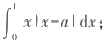 ∫₀¹ x|x=a|dx;